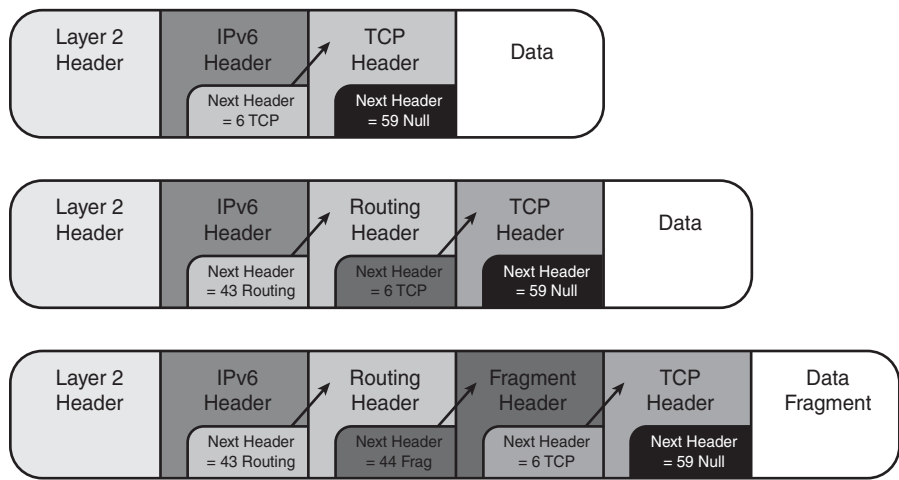 Layer 2
Header
IPv6
Header
TCP
Header
Data
Next Header
= 6 TCP
Next Header
= 59 Null
Layer 2
Header
IPv6
Header
Routing
Header
TCP
Header
Data
Next Header
= 43 Routing
Next Header
= 6 TCP
Next Header
= 59 Null
Layer 2
Header
IPv6
Header
Routing
Header
Fragment
Header
TCP
Header
Data
Fragment
Next Header
= 43 Routing
Next Header
= 44 Frag
Next Header
= 6 TCP
Next Header
= 59 Null